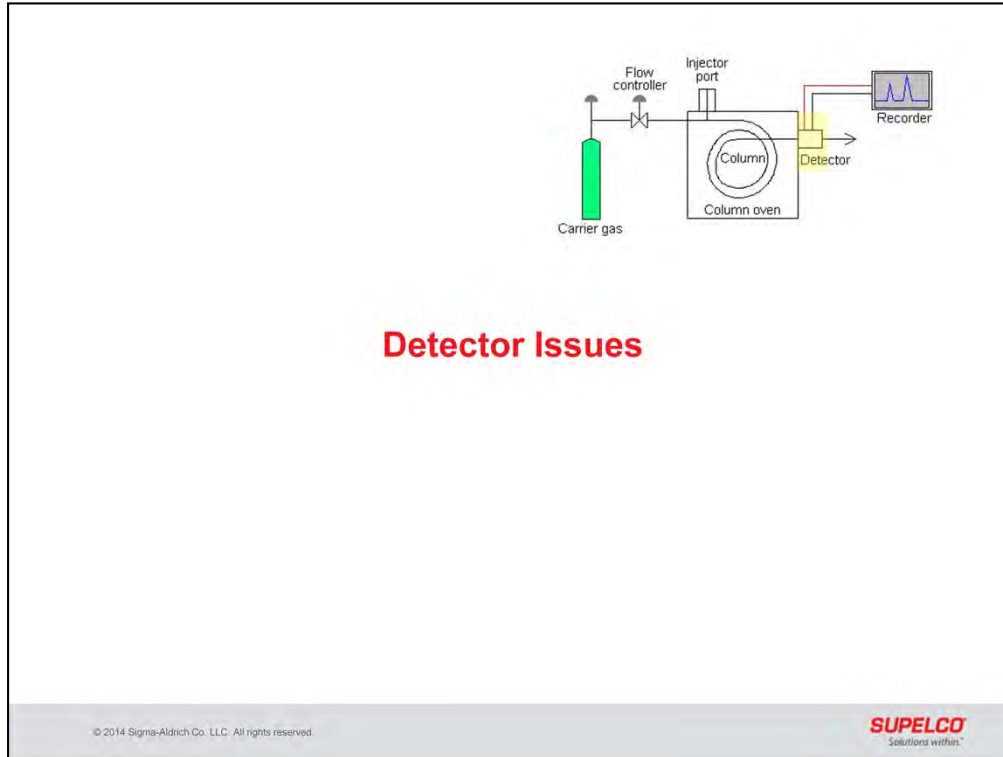 Injector
port
Flow
controller
Recorder
Column
Detector
Column oven
Carrier gas
Detector Issues
© 2014 Sigma-Aldrich Co. LLC. All rights reserved.
SUPELCO
Solutions within.™